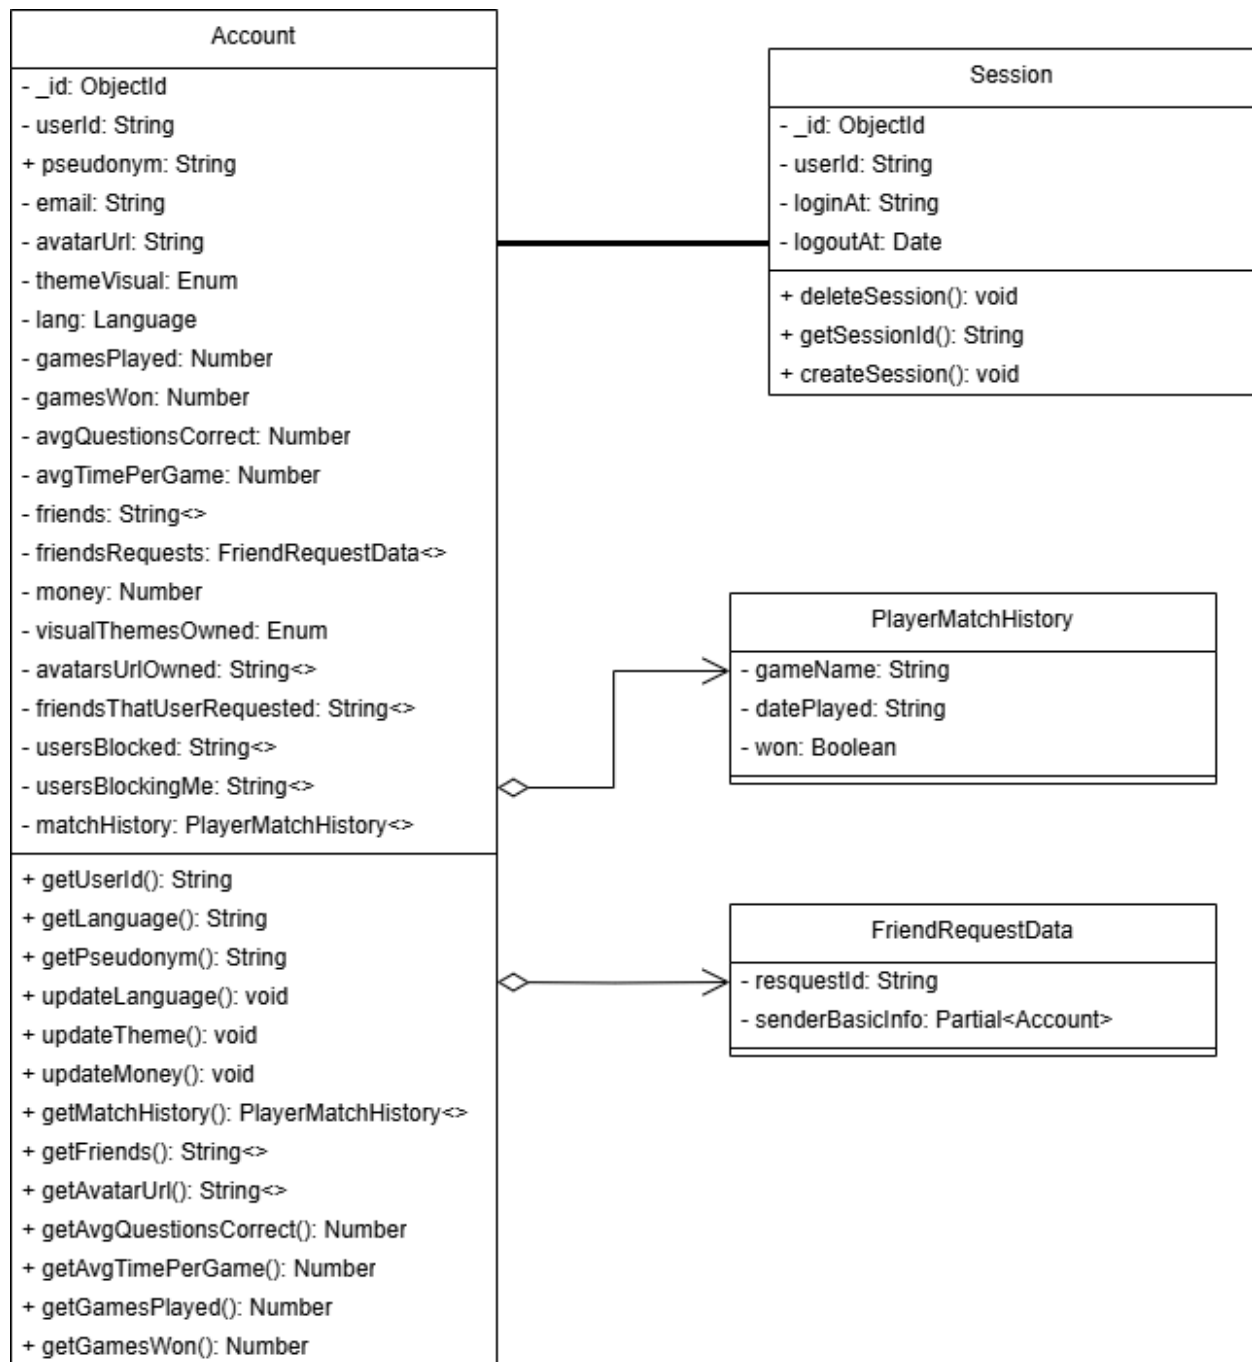 Account
- _id: ObjectId
- userId: String
+ pseudonym: String
- email: String
- avatarUrl: String
- themeVisual: Enum
- lang: Language
- gamesPlayed: Number
- gamesWon: Number
- avgQuestionsCorrect: Number
- avgTimePerGame: Number
- friends: String<>
- friendsRequests: FriendRequestData<>
- money: Number
- visualThemesOwned: Enum
- avatarsUrlOwned: String<>
- friendsThatUserRequested: String<>
- usersBlocked: String<>
- usersBlockingMe: String<>
- matchHistory: PlayerMatchHistory<>
+ getUserId(): String
+ getLanguage(): String
+ getPseudonym(): String
+ updateLanguage(): void
+ updateTheme(): void
+ updateMoney(): void
+ getMatchHistory(): PlayerMatchHistory<>
+ getFriends(): String<>
+ getAvatarUrl(): String<>
+ getAvgQuestionsCorrect(): Number
+ getAvgTimePerGame(): Number
+ getGamesPlayed(): Number
+ getGamesWon(): Number
Session
- _id: ObjectId
- userId: String
- loginAt: String
- logoutAt: Date
+ deleteSession(): void
+ getSessionId(): String
+ createSession(): void
PlayerMatchHistory
- gameName: String
- datePlayed: String
- won: Boolean
FriendRequestData
- resquestId: String
- senderBasicInfo: Partial<Account>